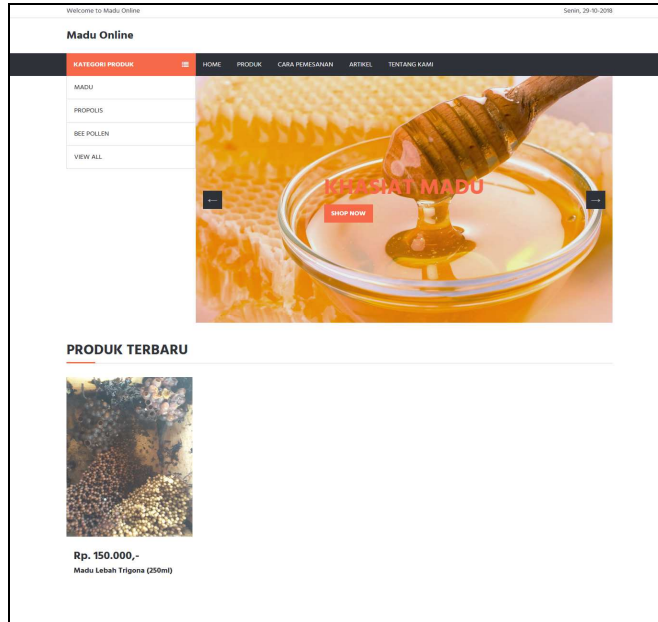 Welcome to Madu Online
Senin, 29-10-2018
Madu Online
KATEGORI PRODUK
HOME PRODUK CARA PEMESANAN ARTIKEL TENTANG KAMI
MADU
PROPOLIS
BEE POLLEN
VIEW ALL
KHASIAT MADU
SHOP NOW
PRODUK TERBARU
Rp. 150.000,-
Madu Lebah Trigona (250ml)